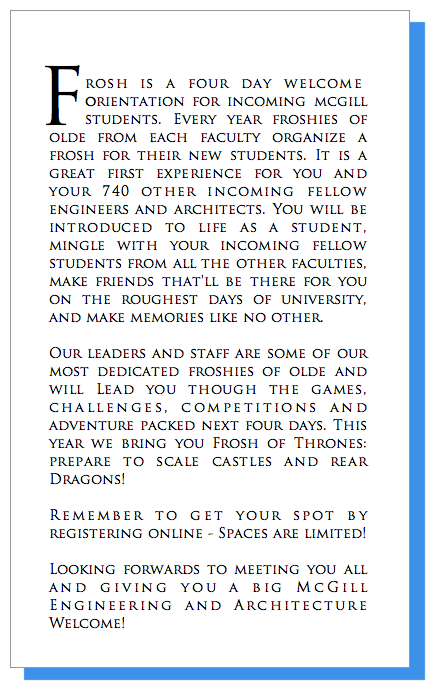 Frosh is a four day welcome
orientation for incoming mcgill
students. Every year froshies of
olde from each faculty organize a
frosh for their new students. It is a
great first experience for you and
your 740 other incoming fellow
engineers and architects. You will be
introduced to life as a student,
mingle with your incoming fellow
students from all the other faculties,
make friends that'll be there for you
on the roughest days of university,
and make memories like no other.
Our leaders and staff are some of our
most dedicated froshies of olde and
will Lead you though the games,
challenges, competitions and
adventure packed next four days. This
year we bring you Frosh of Thrones:
prepare to scale castles and rear
Dragons!
Remember to get your spot by
registering online - Spaces are limited!
Looking forwards to meeting you all
and giving you a big McGill
Engineering and Architecture
Welcome!